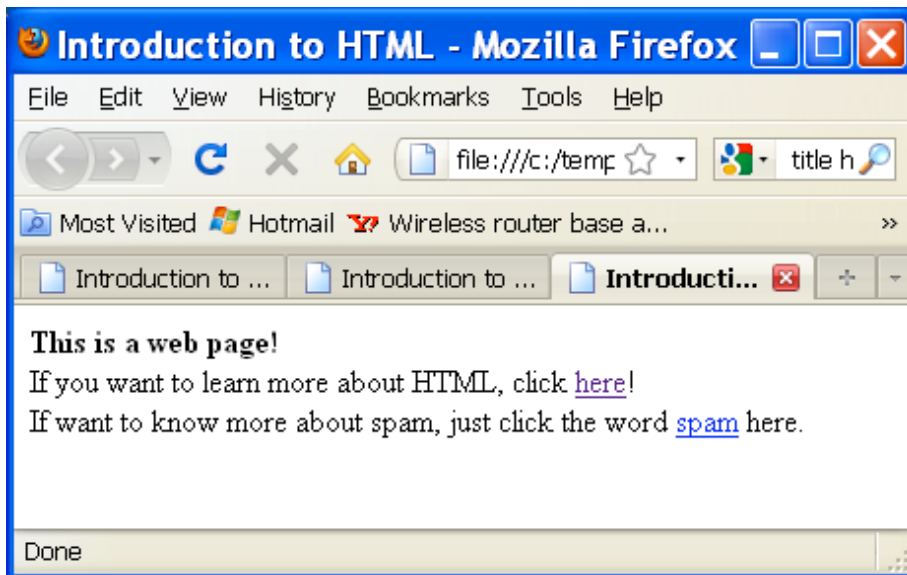 Introduction to HTML - Mozilla Firefox
File Edit View History Bookmarks Tools Help
file:///c:/temp title h
Most Visited Hotmail Wireless router base a... »
Introduction to ... Introduction to ... Introducti...
This is a web page!
If you want to learn more about HTML, click here!
If want to know more about spam, just click the word spam here.
Done